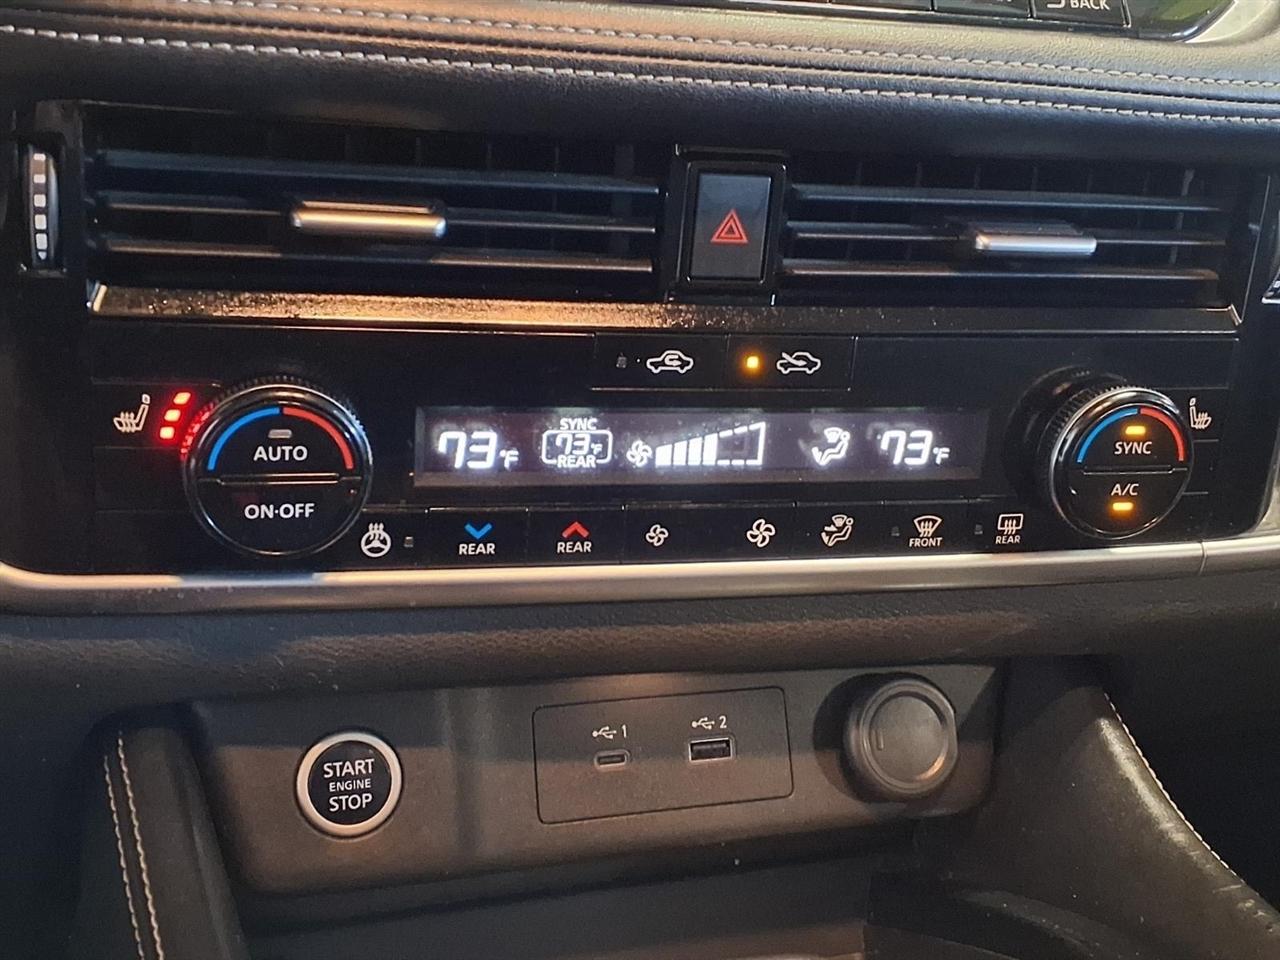 BACK
AUTO
ON·OFF
73°F
SYNC
73°F
REAR
73°F
SYNC
A/C
REAR
REAR
FRONT
REAR
START
ENGINE
STOP
1
2